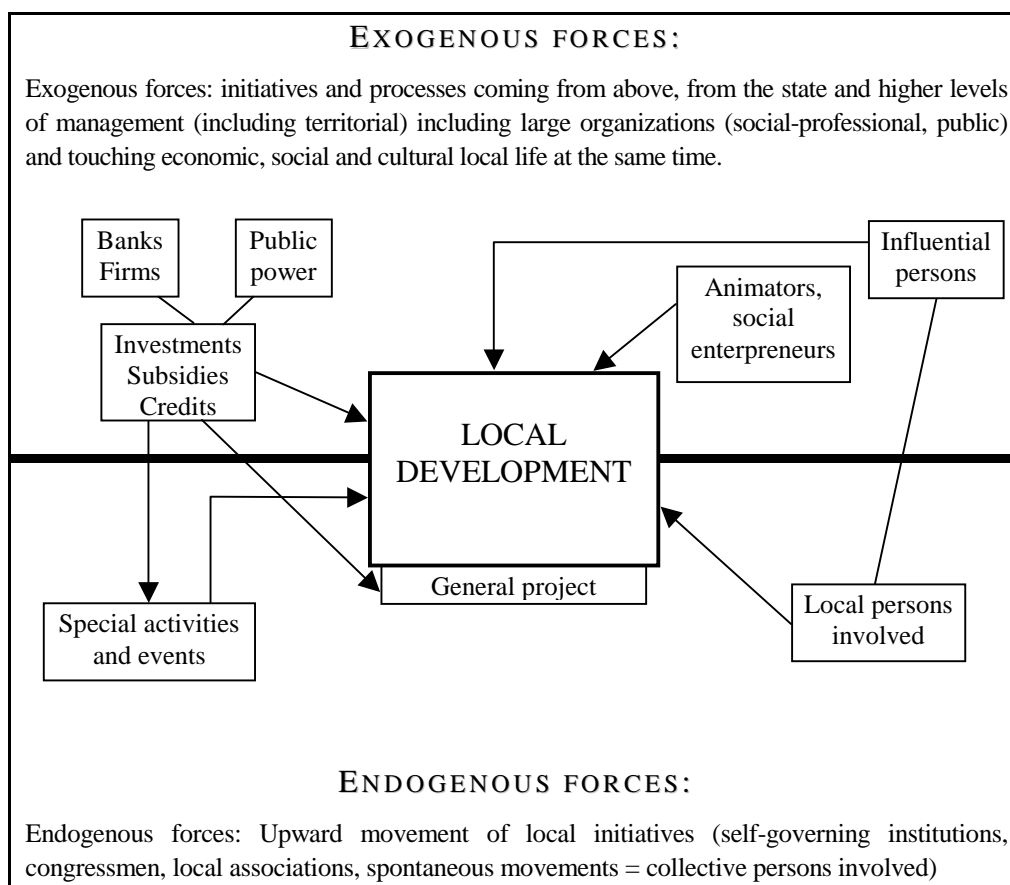 EXOGENOUS FORCES:
Exogenous forces: initiatives and processes coming from above, from the state and higher levels
of management (including territorial) including large organizations (social-professional, public)
and touching economic, social and cultural local life at the same time.
Banks
Firms
Public
power
Influential
persons
Animators,
social
enterpreneurs
Investments
Subsidies
Credits
LOCAL
DEVELOPMENT
General project
Special activities
and events
Local persons
involved
ENDOGENOUS FORCES:
Endogenous forces: Upward movement of local initiatives (self-governing institutions,
congressmen, local associations, spontaneous movements = collective persons involved)